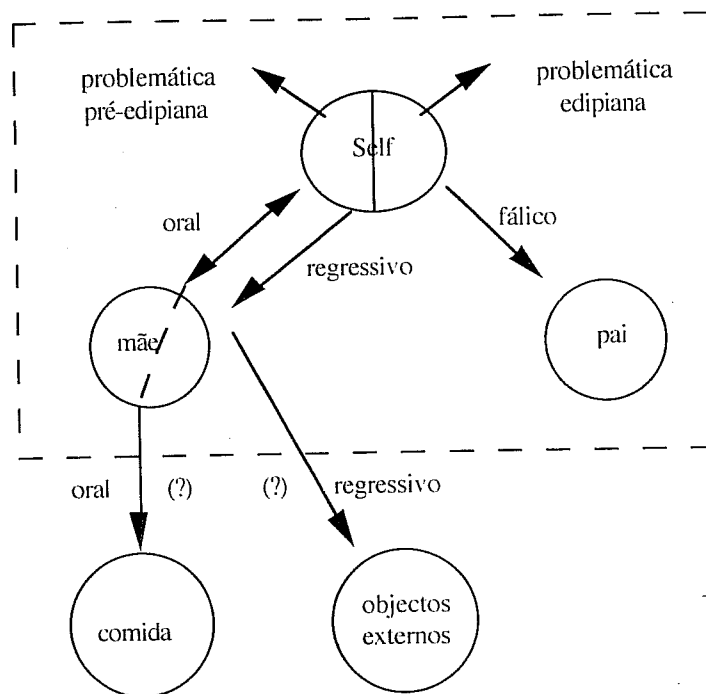 problemática
pré-edipiana
problemática
edipiana
Self
oral
fálico
regressivo
mãe
pai
oral
(?)
(?)
regressivo
comida
objectos
externos